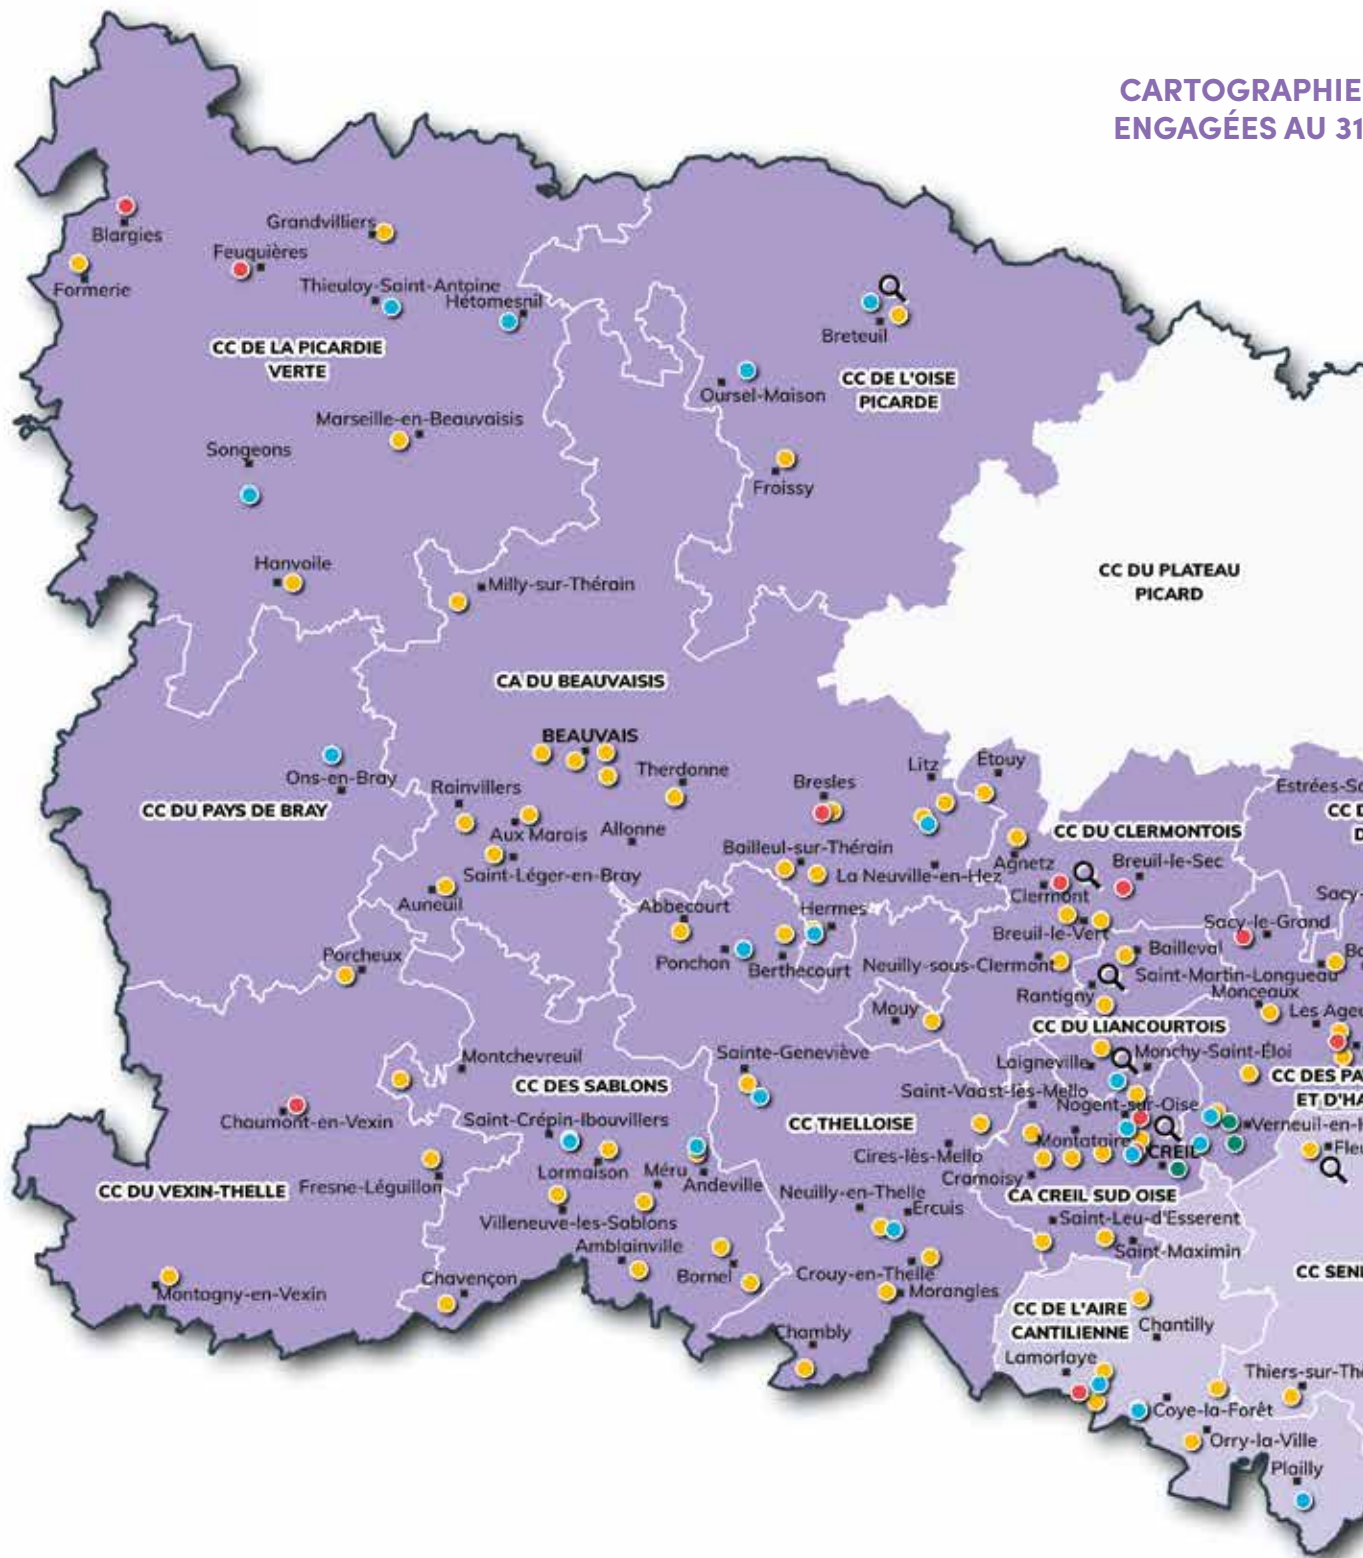 CARTOGRAPHIE
ENGAGÉES AU 31
Blargies
Grandvilliers
Feuquières
Formerie
Thieuloy-Saint-Antoine
Hétomesnil
Breteuil
CC DE LA PICARDIE
VERTE
CC DE L'OISE
PICARDE
Oursel-Maison
Marseille-en-Beauvaisis
Songeons
Froissy
Hanvoile
Milly-sur-Thérain
CC DU PLATEAU
PICARD
CA DU BEAUVAISIS
BEAUVAIS
Ons-en-Bray
Therdonne
Litz
Etouy
Bresles
Rainvillers
CC DU PAYS DE BRAY
Aux Marais
Allonne
CC DU CLERMONTOIS
Bailleul-sur-Thérain
Agnetz
Breuil-le-Sec
Saint-Léger-en-Bray
La Neuville-en-Hez
Clermont
Auneuil
Abbecourt
Hermes
Sacy-le-Grand
Breuil-le-Vert
Bailleval
Porcheux
Ponchon
Berthecourt
Neuilly-sous-Clermont
Saint-Martin-Longueau
Rantigny
Monceaux
Mouy
CC DU LIANCOURTOIS
Montchevreuil
Sainte-Geneviève
Laigneville
Monchy-Saint-Éloi
CC DES SABLONS
Saint-Vaast-lès-Mello
Nogent-sur-Oise
Chaumont-en-Vexin
Saint-Crépin-Ibouvillers
CC THELLOISE
Montataire
CREIL
Cires-lès-Mello
Lormaison
Méru
Andeville
Cramoisy
CC DU VEXIN-THELLE
Fresne-Léguillon
Neuilly-en-Thelle
Ercuis
CA CREIL SUD OISE
Villeneuve-les-Sablons
Saint-Leu-d'Esserent
Amblainville
Saint-Maximin
Bornel
Crouy-en-Thelle
Chavençon
Morangles
Montagny-en-Vexin
CC DE L'AIRE
CANTILIENNE
Chantilly
Chambly
Lamorlaye
Coye-la-Forêt
Orry-la-Ville
Plailly
Estrées-Sa
CC D
D
Sacy-
Les Ageu
CC DES PA
ET D'HA
Verneuil-en-H
Fleu
CC SEN
Thiers-sur-Th